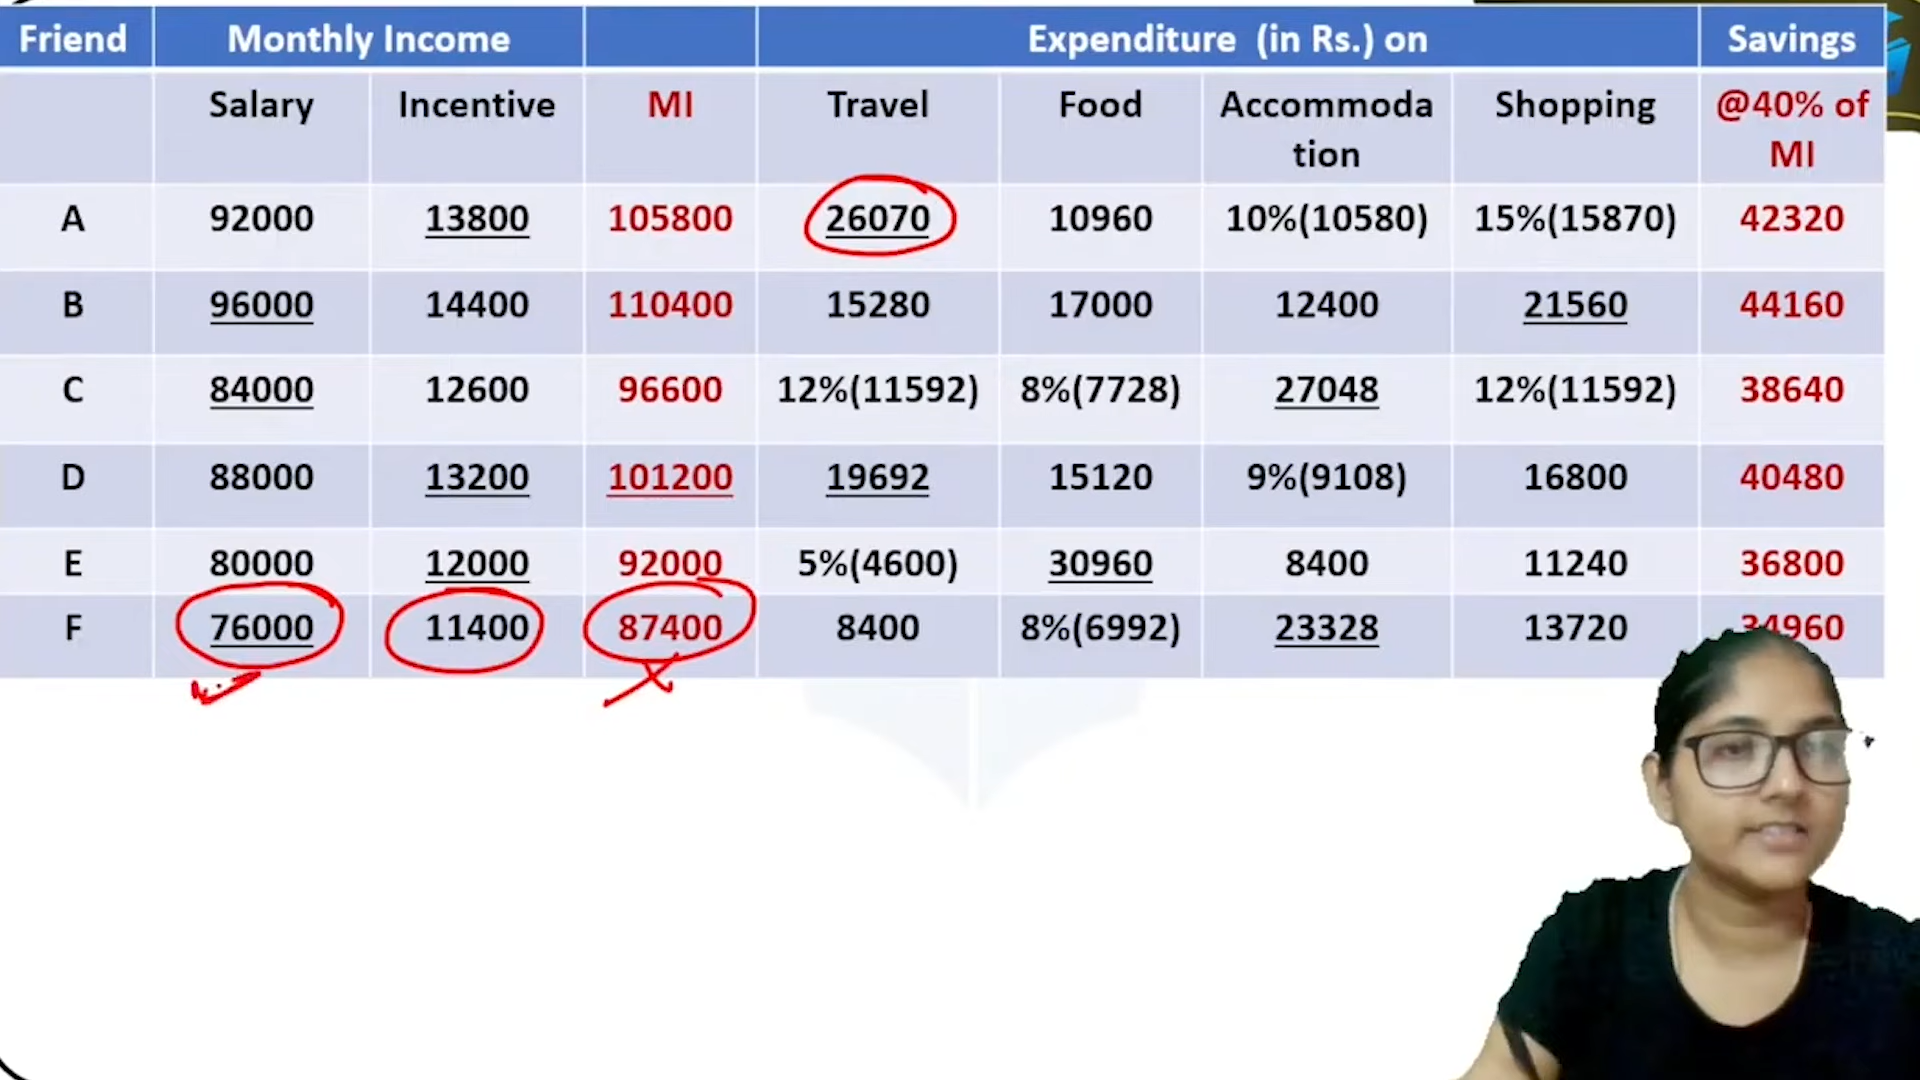 Friend Monthly Income Expenditure (in Rs.) on Savings
Salary Incentive MI Travel Food Accommoda Shopping @40% of
tion MI
A 92000 13800 105800 26070 10960 10%(10580) 15%(15870) 42320
B 96000 14400 110400 15280 17000 12400 21560 44160
C 84000 12600 96600 12%(11592) 8%(7728) 27048 12%(11592) 38640
D 88000 13200 101200 19692 15120 9%(9108) 16800 40480
E 80000 12000 92000 5%(4600) 30960 8400 11240 36800
F 76000 11400 87400 8400 8%(6992) 23328 13720 34960